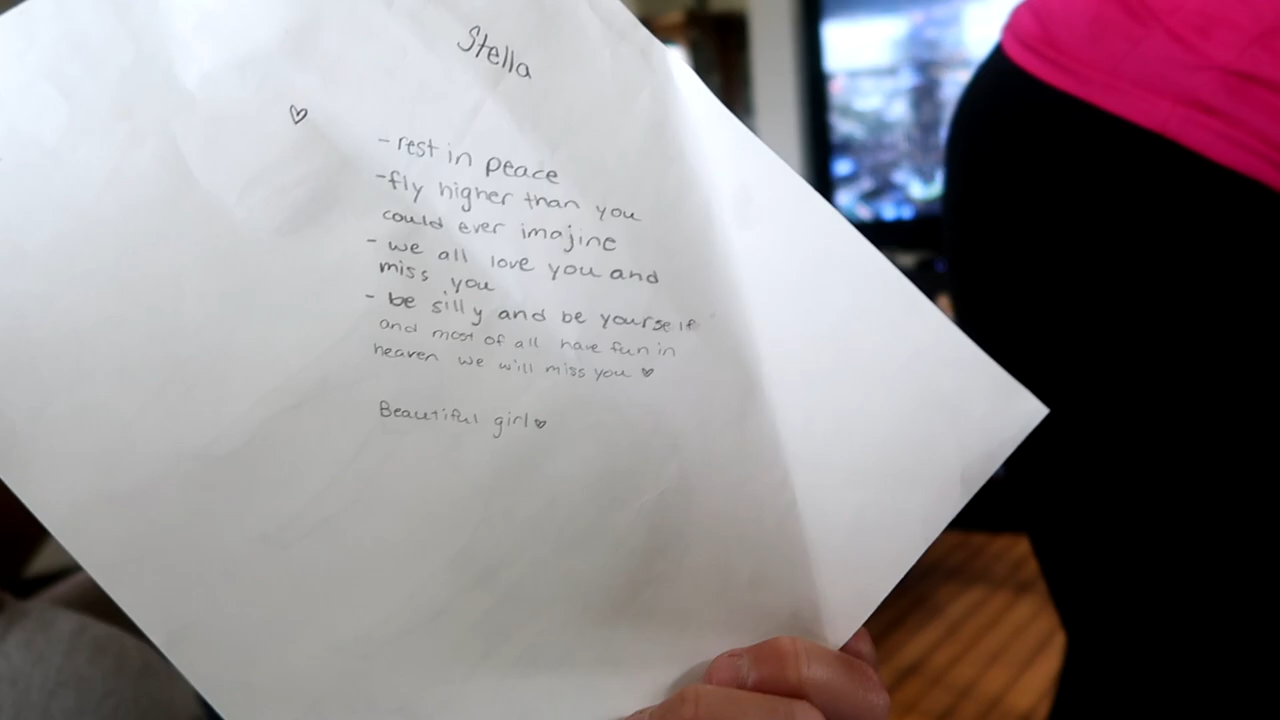 Stella
- rest in peace
- fly higher than you
could ever imajine
- we all love you and
miss you
- be silly and be yourself
and most of all have fun in
heaven we will miss you ♥
Beautiful girl ♥